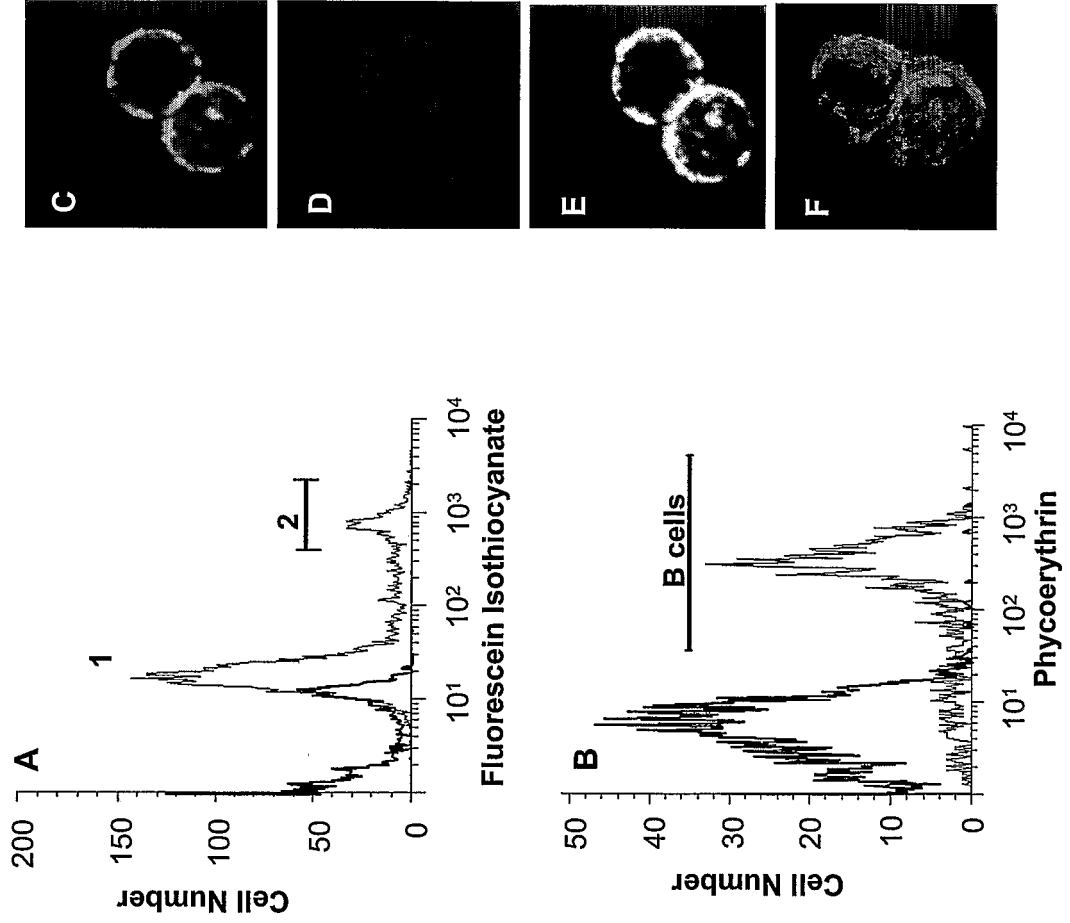 A
200
150
100
50
0
Cell Number
1
2
10¹
10²
10³
10⁴
Fluorescein Isothiocyanate
B
50
40
30
20
10
0
Cell Number
B cells
10¹
10²
10³
10⁴
Phycoerythrin
C
D
E
F